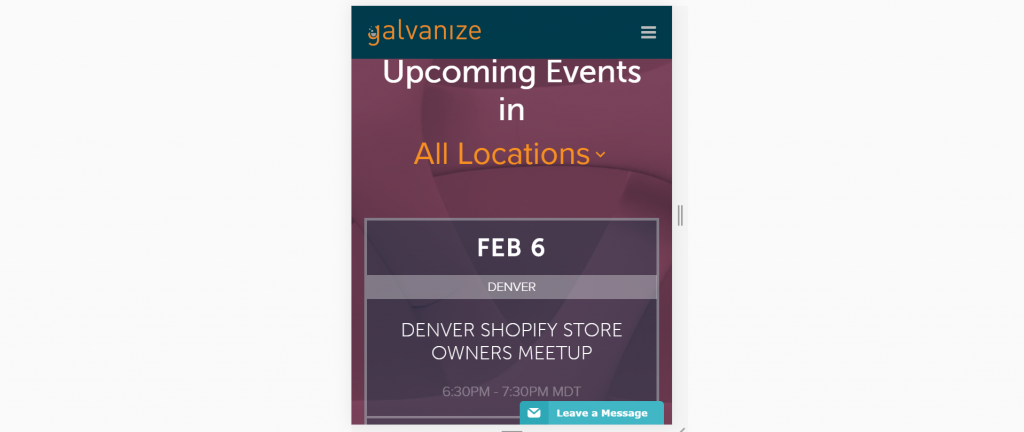 galvanize
Upcoming Events
in
All Locations
FEB 6
DENVER
DENVER SHOPIFY STORE
OWNERS MEETUP
6:30PM - 7:30PM MDT
Leave a Message